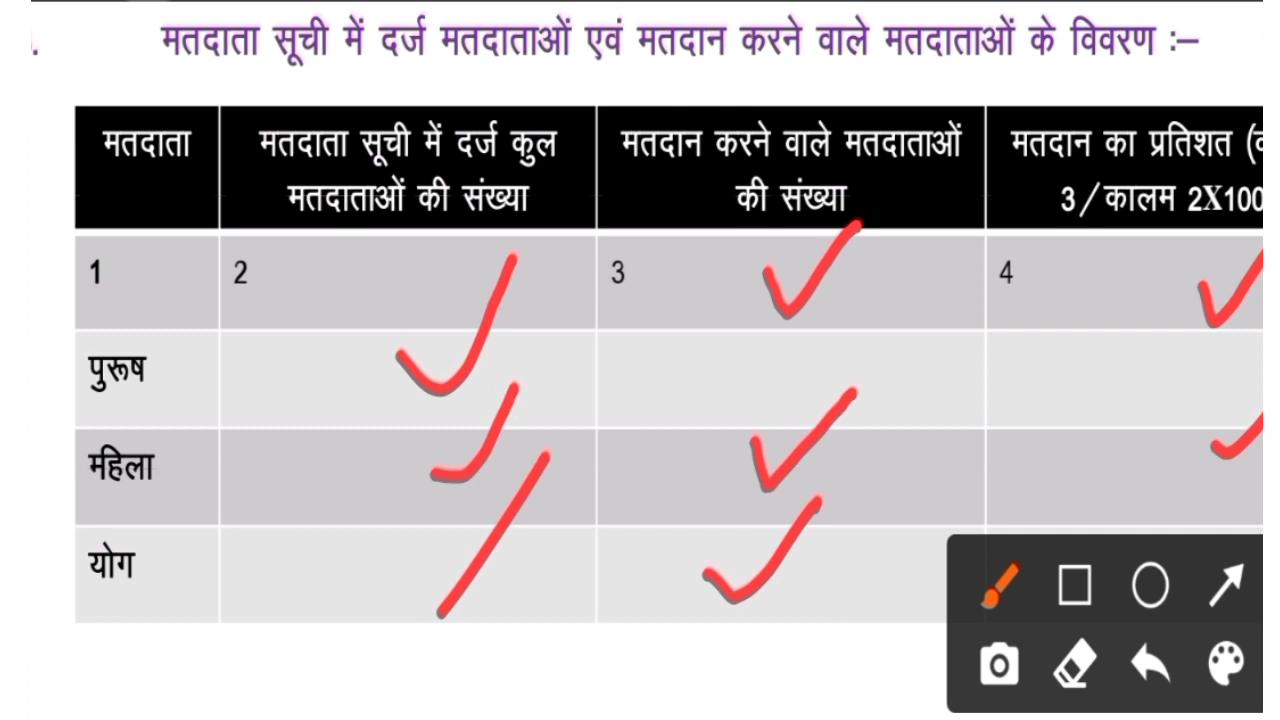 मतदाता सूची में दर्ज मतदाताओं एवं मतदान करने वाले मतदाताओं के विवरण :–
मतदाता
मतदाता सूची में दर्ज कुल
मतदाताओं की संख्या
मतदान करने वाले मतदाताओं
की संख्या
मतदान का प्रतिशत
3/कालम 2X100
1 2 3 4
पुरूष
महिला
योग